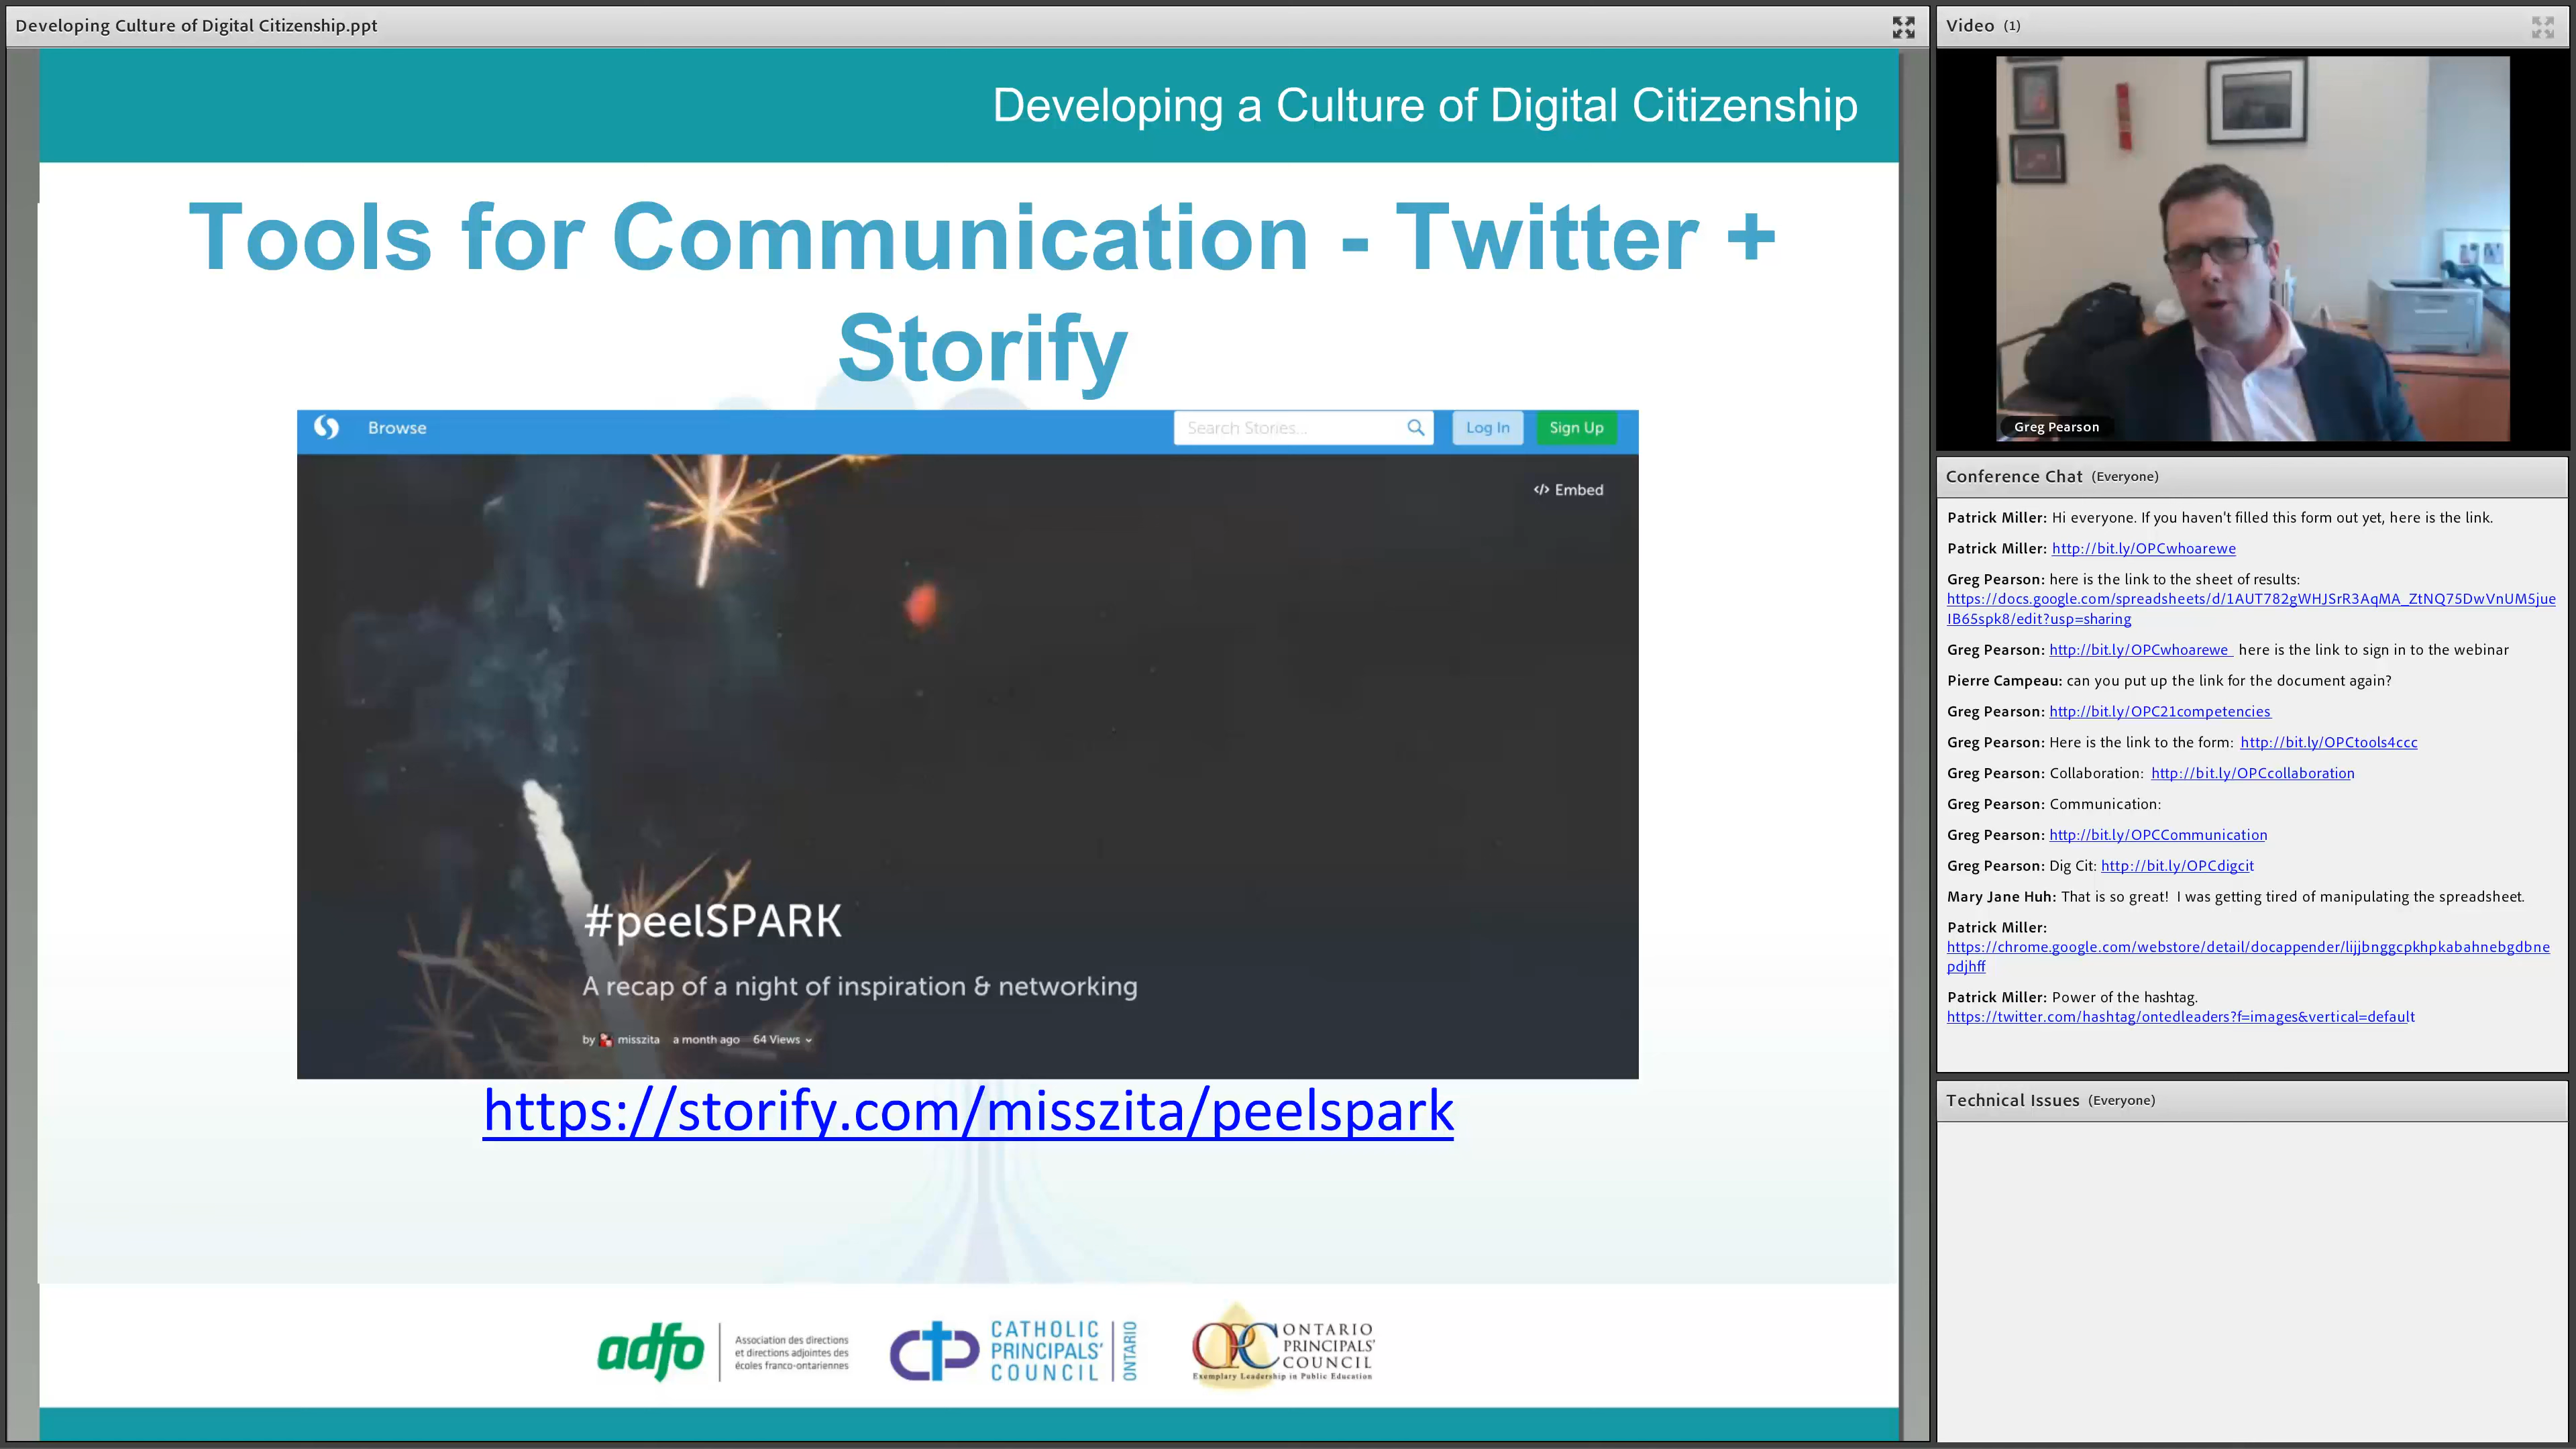 Developing Culture of Digital Citizenship.ppt
Developing a Culture of Digital Citizenship
Tools for Communication - Twitter +
Storify
Browse
Search Stories...
Log In
Sign Up
</> Embed
#peelSPARK
A recap of a night of inspiration & networking
by misszita a month ago 64 Views
https://storify.com/misszita/peelspark
adfo
Association des directions
et directions adjointes des
écoles franco-ontariennes
CATHOLIC
PRINCIPALS'
COUNCIL
ONTARIO
OPC
ONTARIO
PRINCIPALS'
COUNCIL
Exemplary Leadership in Public Education
Video (1)
Greg Pearson
Conference Chat (Everyone)
Patrick Miller: Hi everyone. If you haven't filled this form out yet, here is the link.
Patrick Miller: http://bit.ly/OPCwhoarewe
Greg Pearson: here is the link to the sheet of results:
https://docs.google.com/spreadsheets/d/1AUT782gWHJSrR3AqMA_ZtNQ75DwVnUM5jue
IB65spk8/edit?usp=sharing
Greg Pearson: http://bit.ly/OPCwhoarewe here is the link to sign in to the webinar
Pierre Campeau: can you put up the link for the document again?
Greg Pearson: http://bit.ly/OPC21competencies
Greg Pearson: Here is the link to the form: http://bit.ly/OPCtools4ccc
Greg Pearson: Collaboration: http://bit.ly/OPCcollaboration
Greg Pearson: Communication:
Greg Pearson: http://bit.ly/OPCCommunication
Greg Pearson: Dig Cit: http://bit.ly/OPCdigcit
Mary Jane Huh: That is so great! I was getting tired of manipulating the spreadsheet.
Patrick Miller:
https://chrome.google.com/webstore/detail/docappender/lijjbnggcpkhpkabahnebgdbne
pdjhff
Patrick Miller: Power of the hashtag.
https://twitter.com/hashtag/ontedleaders?f=images&vertical=default
Technical Issues (Everyone)